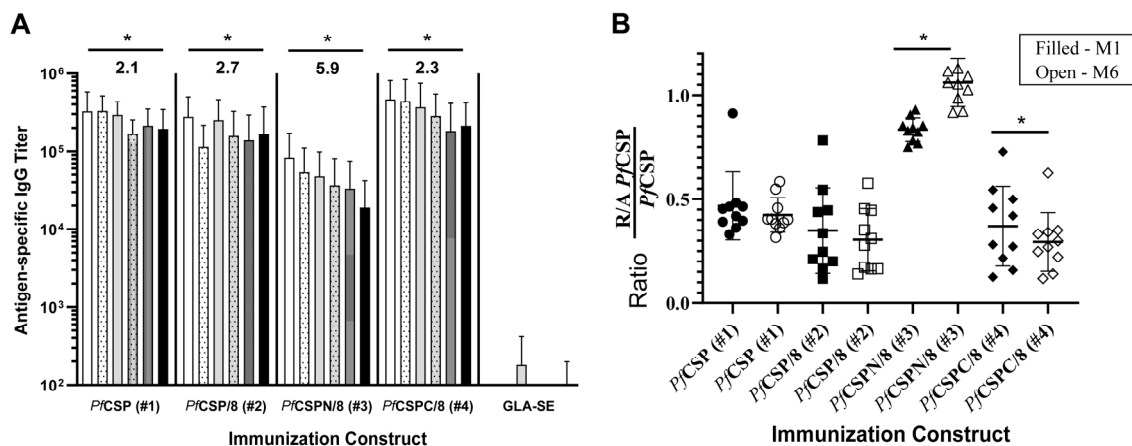 A
* * * *
2.1 2.7 5.9 2.3
Antigen-specific IgG Titer
10⁶
10⁵
10⁴
10³
10²
PfCSP (#1) PfCSP/8 (#2) PfCSPN/8 (#3) PfCSPC/8 (#4) GLA-SE
Immunization Construct
B
Filled - M1
Open - M6
* *
Ratio R/A PfCSP
PfCSP
1.0
0.5
0.0
PfCSP (#1)
PfCSP (#1)
PfCSP/8 (#2)
PfCSP/8 (#2)
PfCSPN/8 (#3)
PfCSPN/8 (#3)
PfCSPC/8 (#4)
PfCSPC/8 (#4)
Immunization Construct